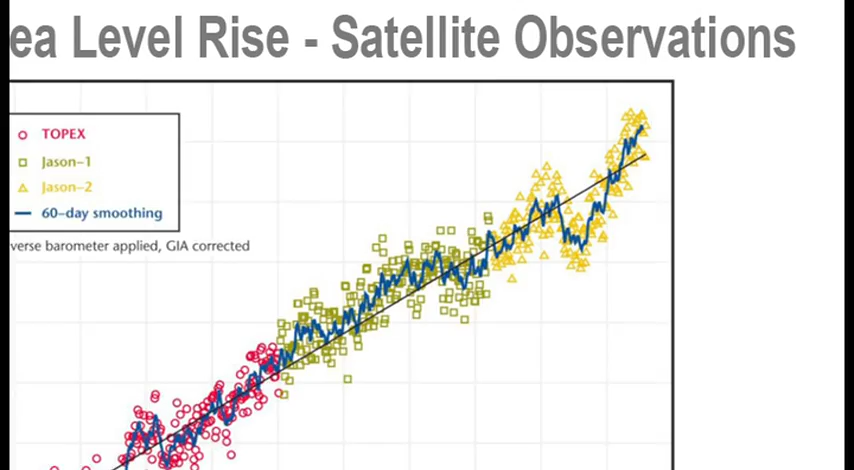 ea Level Rise - Satellite Observations
TOPEX
Jason-1
Jason-2
60-day smoothing
verse barometer applied, GIA corrected